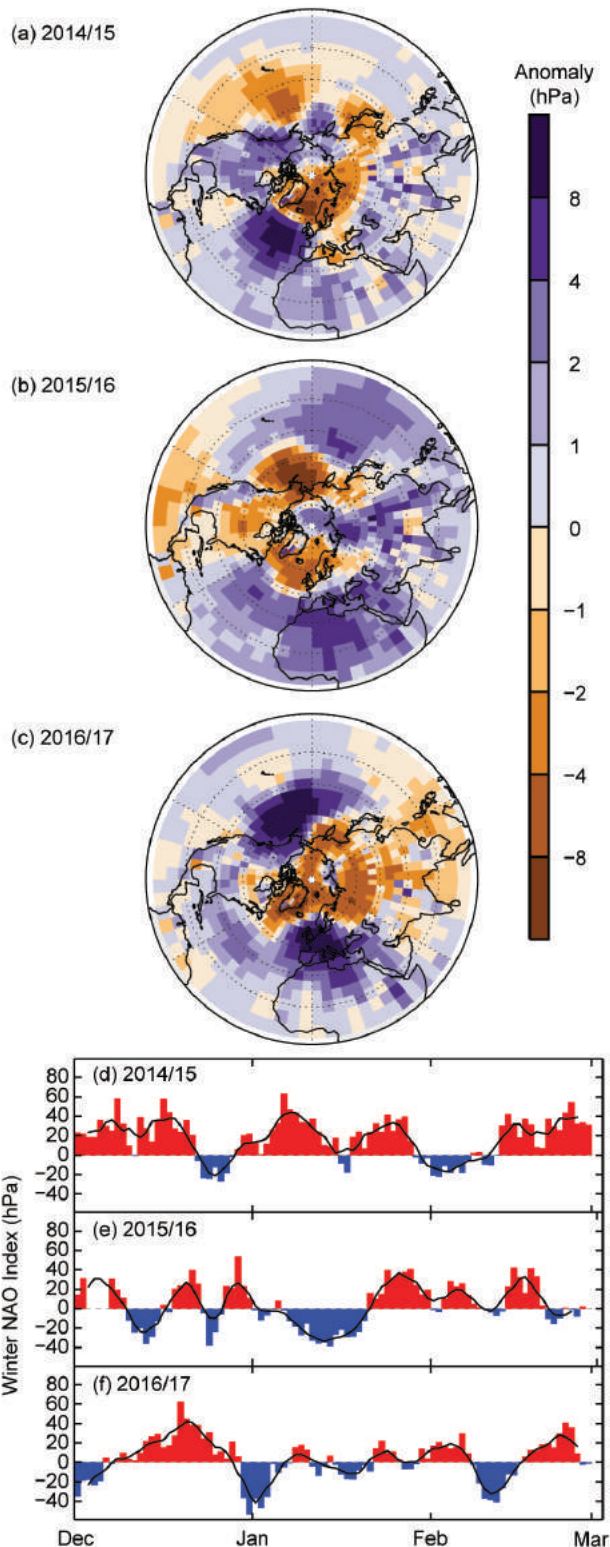 (a) 2014/15
Anomaly
(hPa)
8
4
2
1
0
−1
−2
−4
−8
(b) 2015/16
(c) 2016/17
Winter NAO Index (hPa)
80
60
40
20
0
−20
−40
(d) 2014/15
80
60
40
20
0
−20
−40
(e) 2015/16
80
60
40
20
0
−20
−40
(f) 2016/17
Dec
Jan
Feb
Mar